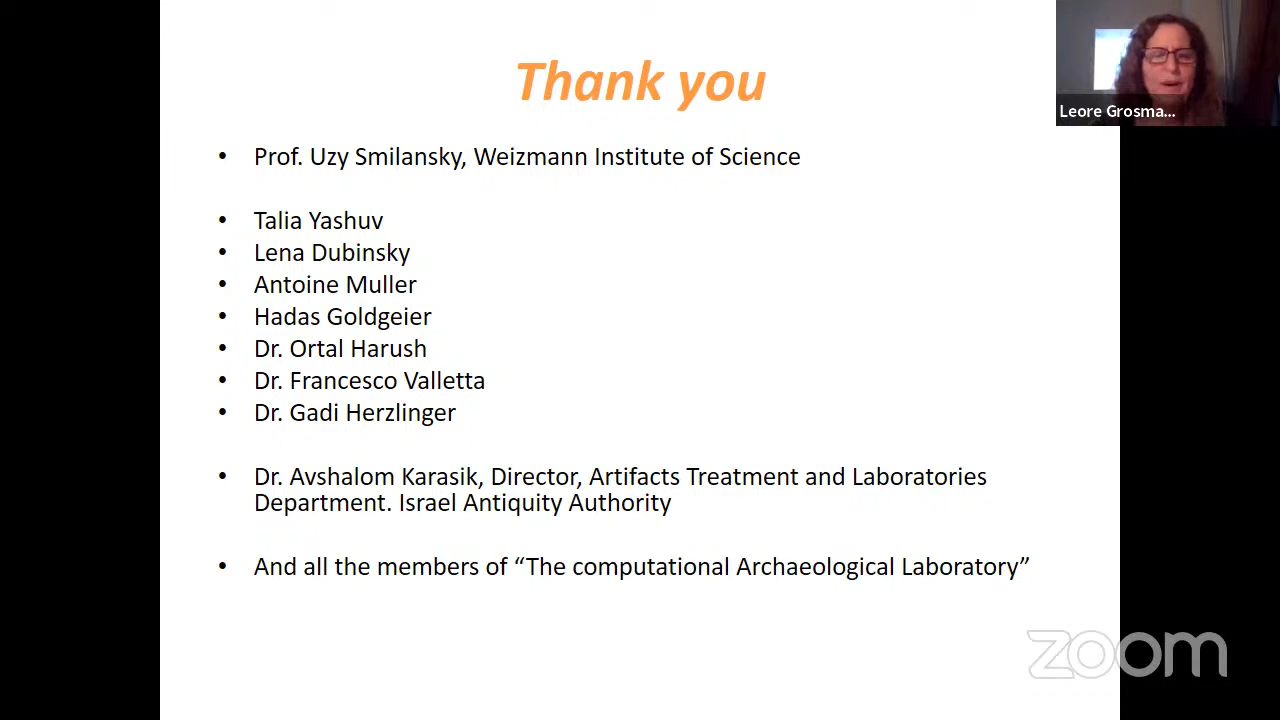 Thank you
Leore Grosma...
• Prof. Uzy Smilansky, Weizmann Institute of Science
• Talia Yashuv
• Lena Dubinsky
• Antoine Muller
• Hadas Goldgeier
• Dr. Ortal Harush
• Dr. Francesco Valletta
• Dr. Gadi Herzlinger
• Dr. Avshalom Karasik, Director, Artifacts Treatment and Laboratories
Department. Israel Antiquity Authority
• And all the members of “The computational Archaeological Laboratory”
zoom